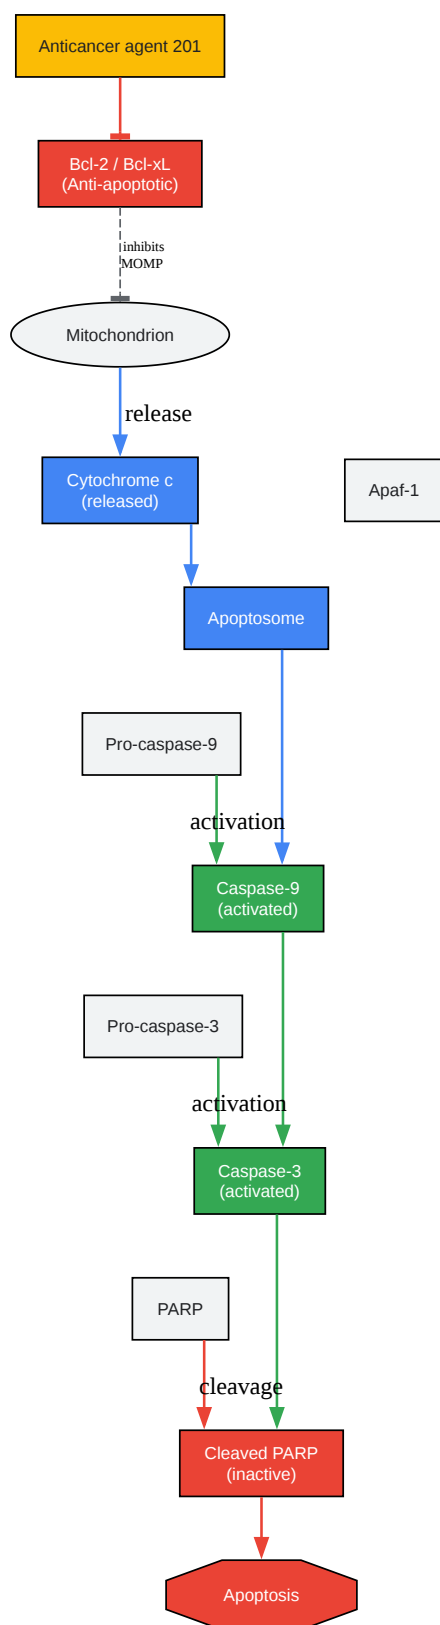 Anticancer agent 201
Bcl-2 / Bcl-xL
(Anti-apoptotic)
inhibits
MOMP
Mitochondrion
release
Cytochrome c
(released)
Apaf-1
Apoptosome
Pro-caspase-9
activation
Caspase-9
(activated)
Pro-caspase-3
activation
Caspase-3
(activated)
PARP
cleavage
Cleaved PARP
(inactive)
Apoptosis